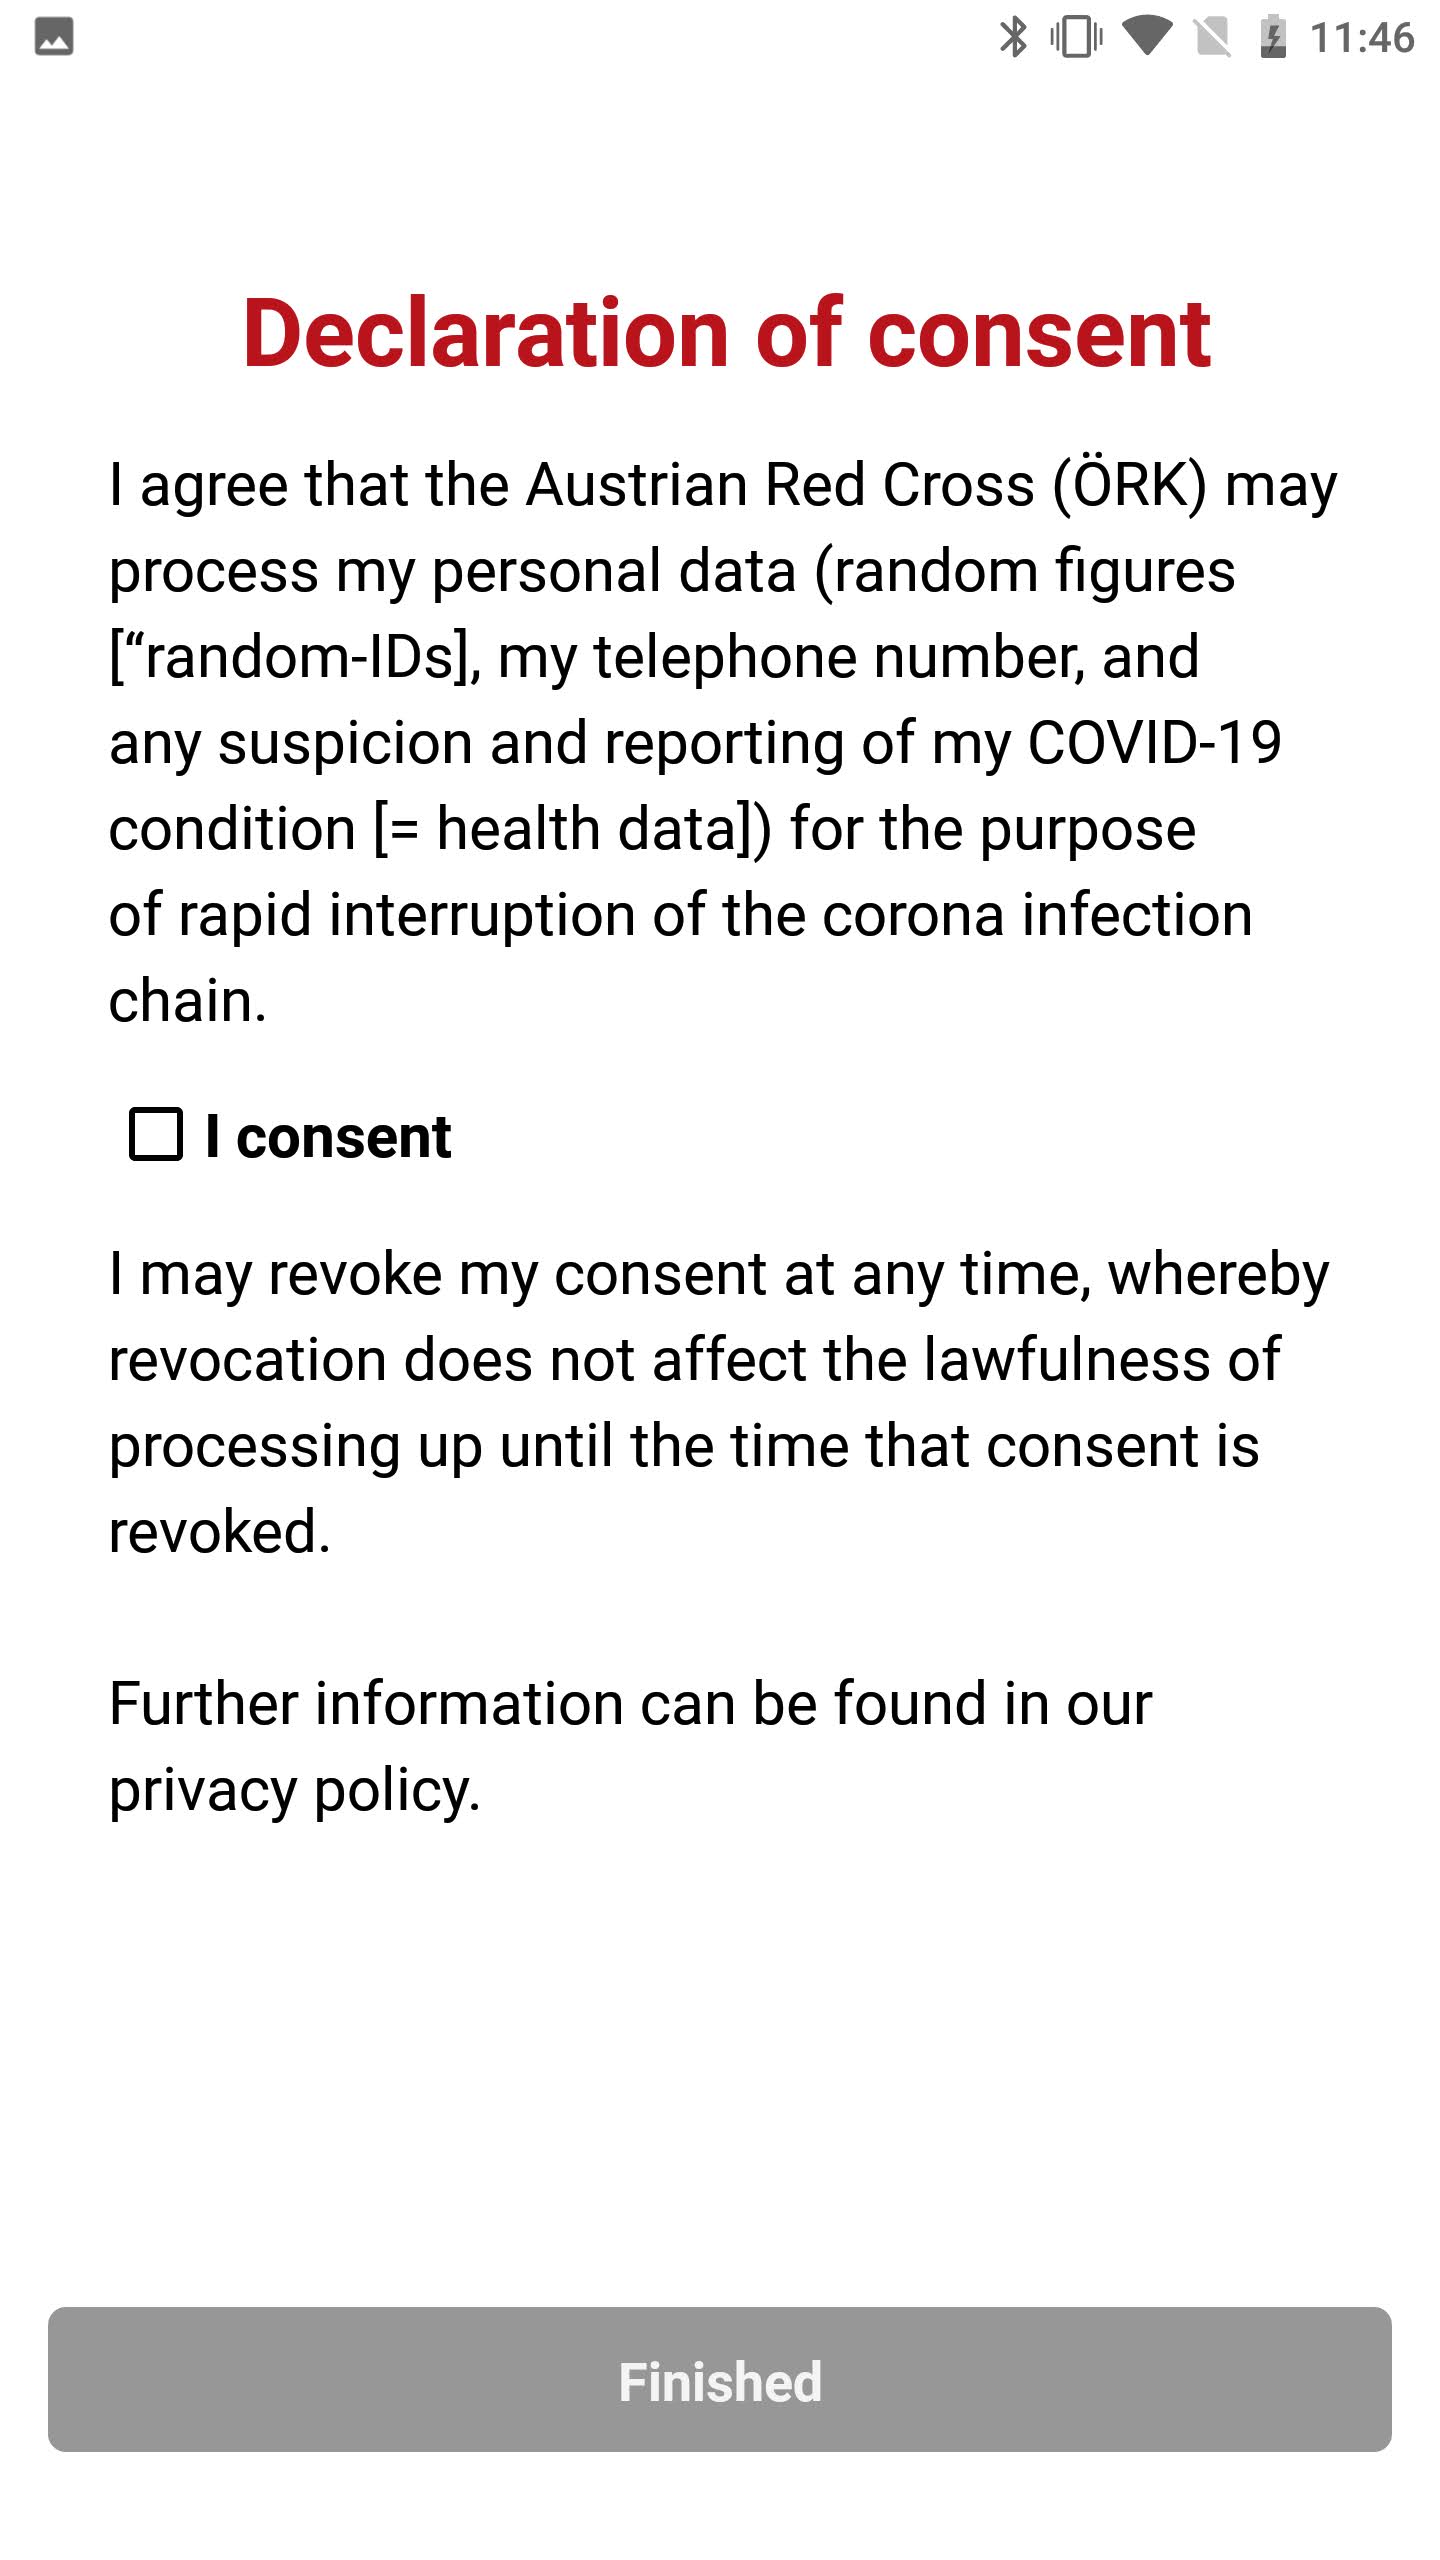 11:46
Declaration of consent
I agree that the Austrian Red Cross (ÖRK) may
process my personal data (random figures
[“random-IDs], my telephone number, and
any suspicion and reporting of my COVID-19
condition [= health data]) for the purpose
of rapid interruption of the corona infection
chain.
I consent
I may revoke my consent at any time, whereby
revocation does not affect the lawfulness of
processing up until the time that consent is
revoked.
Further information can be found in our
privacy policy.
Finished